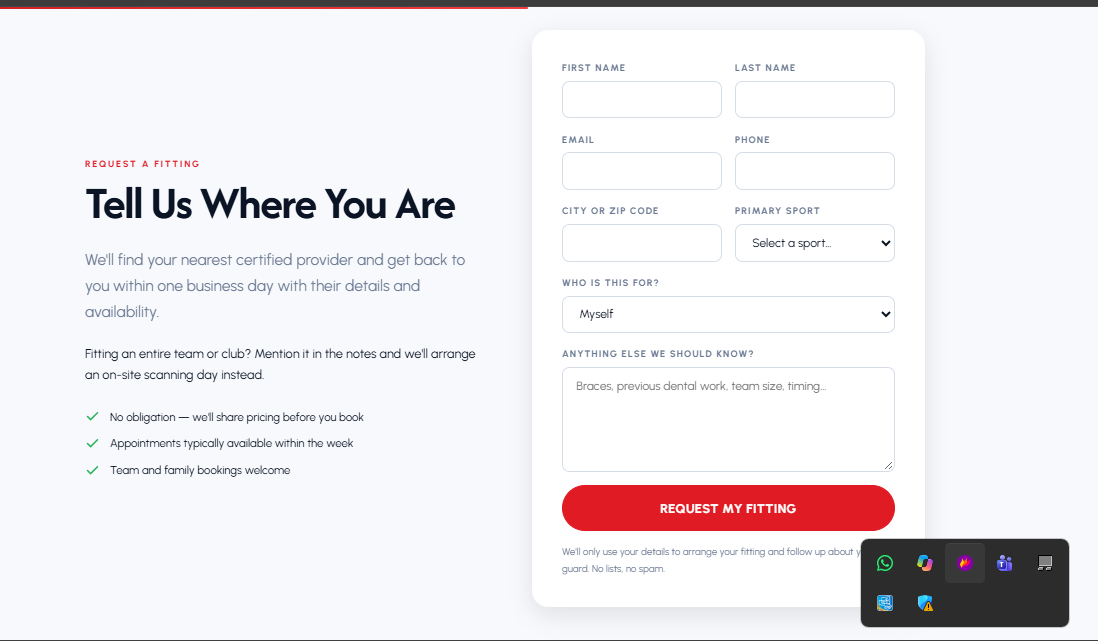 REQUEST A FITTING
Tell Us Where You Are
We'll find your nearest certified provider and get back to
you within one business day with their details and
availability.
Fitting an entire team or club? Mention it in the notes and we'll arrange
an on-site scanning day instead.
No obligation — we'll share pricing before you book
Appointments typically available within the week
Team and family bookings welcome
FIRST NAME
LAST NAME
EMAIL
PHONE
CITY OR ZIP CODE
PRIMARY SPORT
Select a sport...
WHO IS THIS FOR?
Myself
ANYTHING ELSE WE SHOULD KNOW?
Braces, previous dental work, team size, timing...
REQUEST MY FITTING
We'll only use your details to arrange your fitting and follow up about
guard. No lists, no spam.